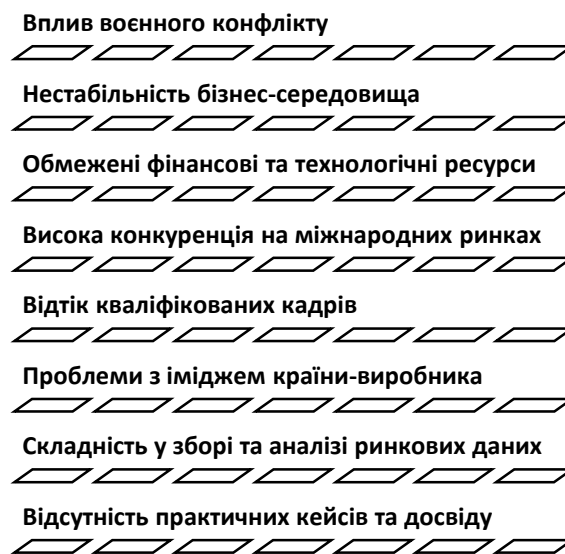 Вплив воєнного конфлікту
Нестабільність бізнес-середовища
Обмежені фінансові та технологічні ресурси
Висока конкуренція на міжнародних ринках
Відтік кваліфікованих кадрів
Проблеми з іміджем країни-виробника
Складність у зборі та аналізі ринкових даних
Відсутність практичних кейсів та досвіду